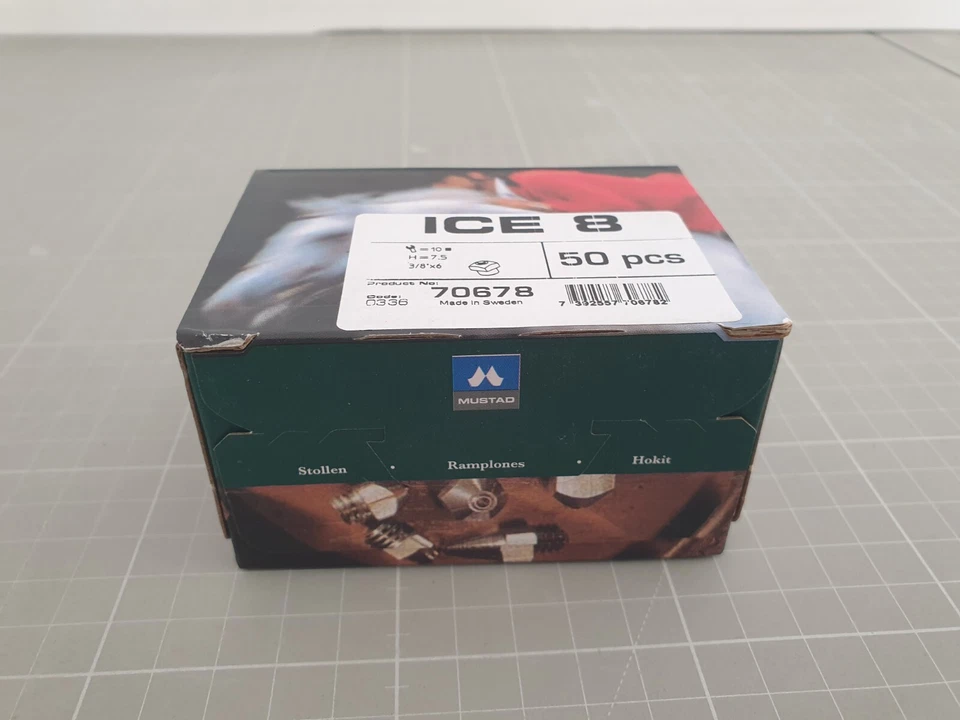 ICE 8
= 10
H = 7.5
3/8"x6
50 pcs
Product No:
70678
Code:
0336
Made in Sweden
7 392557 706782
MUSTAD
Stollen • Ramplones • Hokit